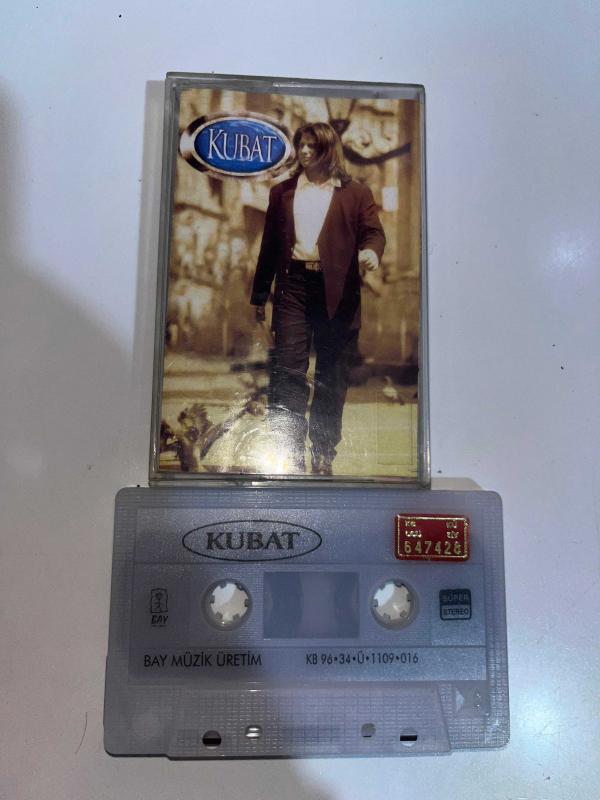 KUBAT
KUBAT
647428
BAY
SÜPER
STEREO
BAY MÜZİK ÜRETİM
KB 96•34•Ü•1109•016